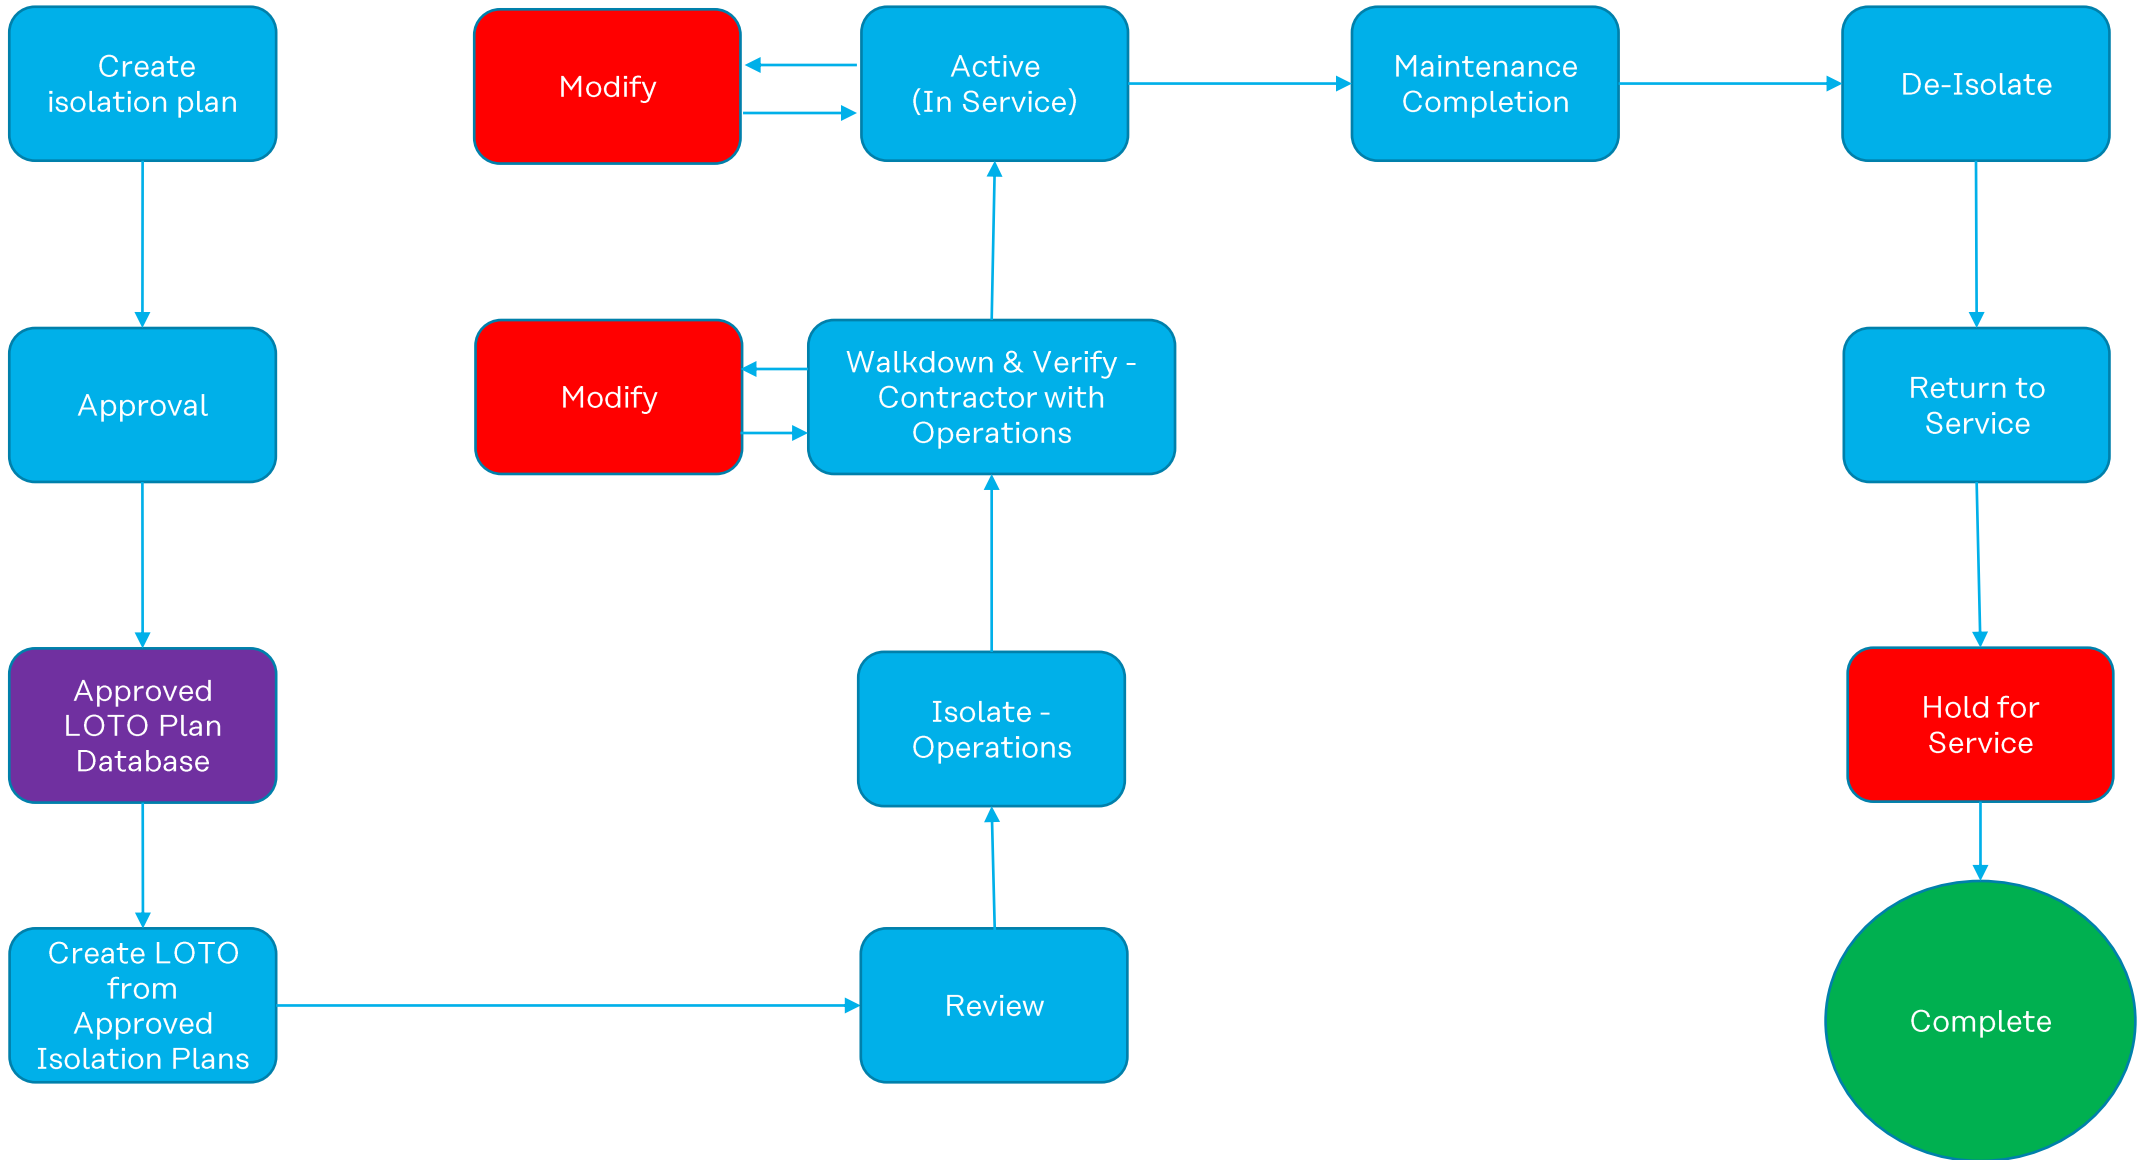 Create
isolation plan
Modify
Active
(In Service)
Maintenance
Completion
De-Isolate
Approval
Modify
Walkdown & Verify -
Contractor with
Operations
Return to
Service
Approved
LOTO Plan
Database
Isolate -
Operations
Hold for
Service
Create LOTO
from
Approved
Isolation Plans
Review
Complete